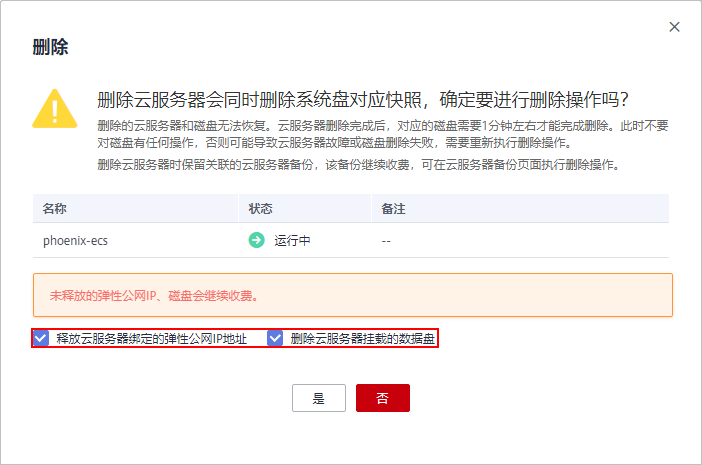 删除
删除云服务器会同时删除系统盘对应快照，确定要进行删除操作吗？
删除的云服务器和磁盘无法恢复。云服务器删除完成后，对应的磁盘需要1分钟左右才能完成删除。此时不要
对磁盘有任何操作，否则可能导致云服务器故障或磁盘删除失败，需要重新执行删除操作。
删除云服务器时保留关联的云服务器备份，该备份继续收费，可在云服务器备份页面执行删除操作。
名称 状态 备注
phoenix-ecs 运行中 --
未释放的弹性公网IP、磁盘会继续收费。
释放云服务器绑定的弹性公网IP地址 删除云服务器挂载的数据盘
是 否